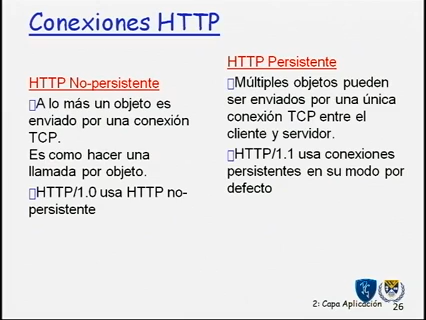 Conexiones HTTP
HTTP No-persistente
A lo más un objeto es
enviado por una conexión
TCP.
Es como hacer una
llamada por objeto.
HTTP/1.0 usa HTTP no-
persistente
HTTP Persistente
Múltiples objetos pueden
ser enviados por una única
conexión TCP entre el
cliente y servidor.
HTTP/1.1 usa conexiones
persistentes en su modo por
defecto
2: Capa Aplicación
26